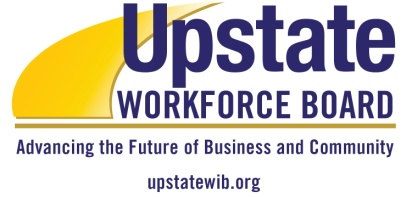 Upstate
WORKFORCE BOARD
Advancing the Future of Business and Community
upstatewib.org